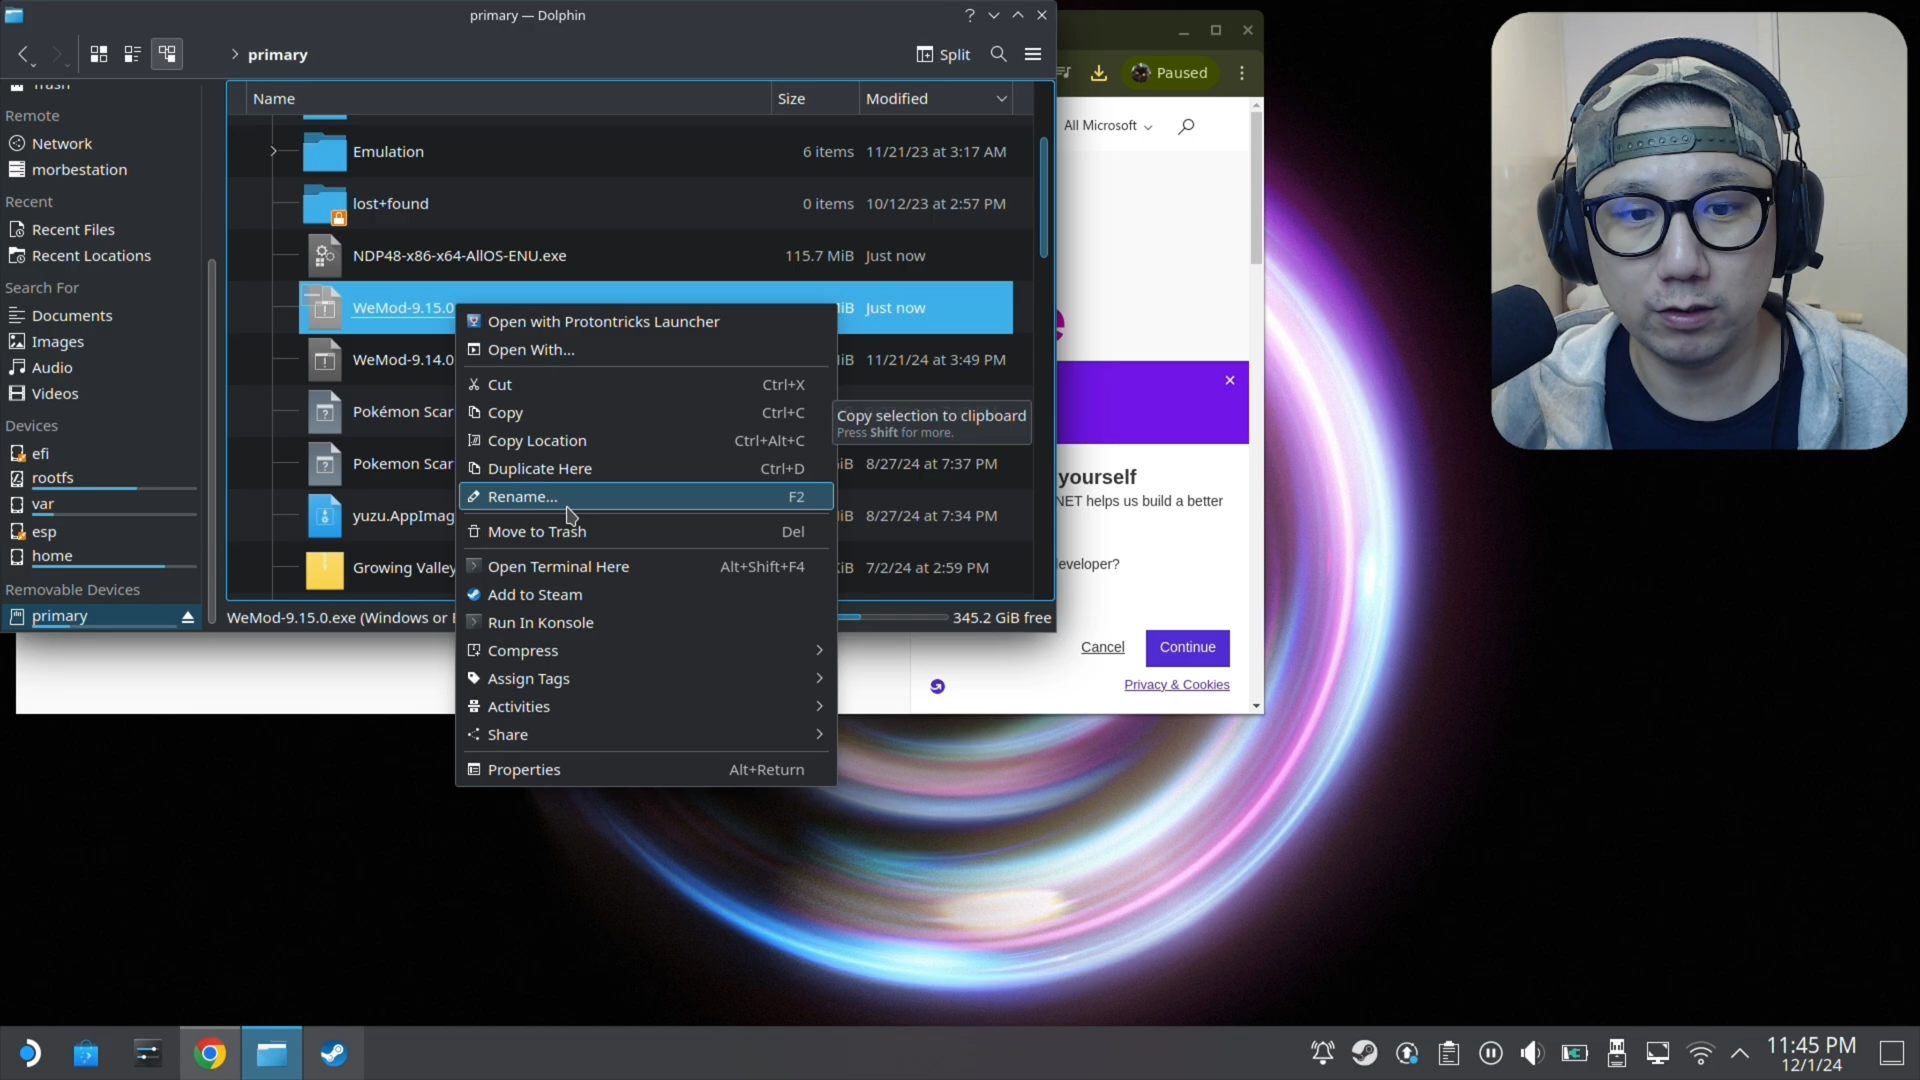 primary — Dolphin
primary
Split
Name
Size
Modified
Trash
Remote
Network
morbestation
Recent
Recent Files
Recent Locations
Search For
Documents
Images
Audio
Videos
Devices
efi
rootfs
var
esp
home
Removable Devices
primary
Emulation 6 items 11/21/23 at 3:17 AM
lost+found 0 items 10/12/23 at 2:57 PM
NDP48-x86-x64-AllOS-ENU.exe 115.7 MiB Just now
WeMod-9.15.0 iB Just now
WeMod-9.14.0 iB 11/21/24 at 3:49 PM
Pokémon Scar
Pokemon Scar iB 8/27/24 at 7:37 PM
yuzu.AppImag iB 8/27/24 at 7:34 PM
Growing Valley iB 7/2/24 at 2:59 PM
WeMod-9.15.0.exe (Windows or
345.2 GiB free
Open with Protontricks Launcher
Open With...
Cut Ctrl+X
Copy Ctrl+C
Copy Location Ctrl+Alt+C
Duplicate Here Ctrl+D
Rename... F2
Move to Trash Del
Open Terminal Here Alt+Shift+F4
Add to Steam
Run In Konsole
Compress
Assign Tags
Activities
Share
Properties Alt+Return
Copy selection to clipboard
Press Shift for more.
Paused
All Microsoft
yourself
NET helps us build a better
eveloper?
Cancel
Continue
Privacy & Cookies
11:45 PM
12/1/24